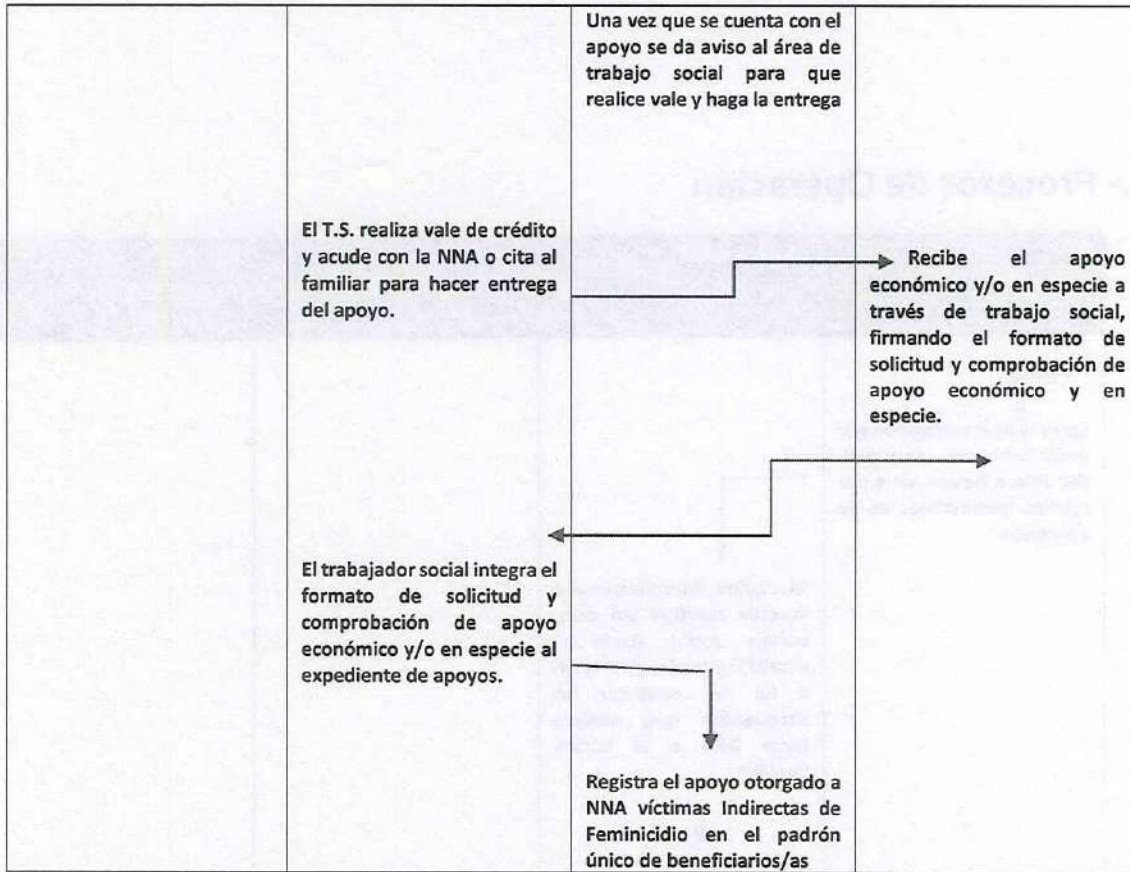 Una vez que se cuenta con el
apoyo se da aviso al área de
trabajo social para que
realice vale y haga la entrega
El T.S. realiza vale de crédito
y acude con la NNA o cita al
familiar para hacer entrega
del apoyo.
Recibe el apoyo
económico y/o en especie a
través de trabajo social,
firmando el formato de
solicitud y comprobación de
apoyo económico y en
especie.
El trabajador social integra el
formato de solicitud y
comprobación de apoyo
económico y/o en especie al
expediente de apoyos.
Registra el apoyo otorgado a
NNA víctimas Indirectas de
Feminicidio en el padrón
único de beneficiarios/as